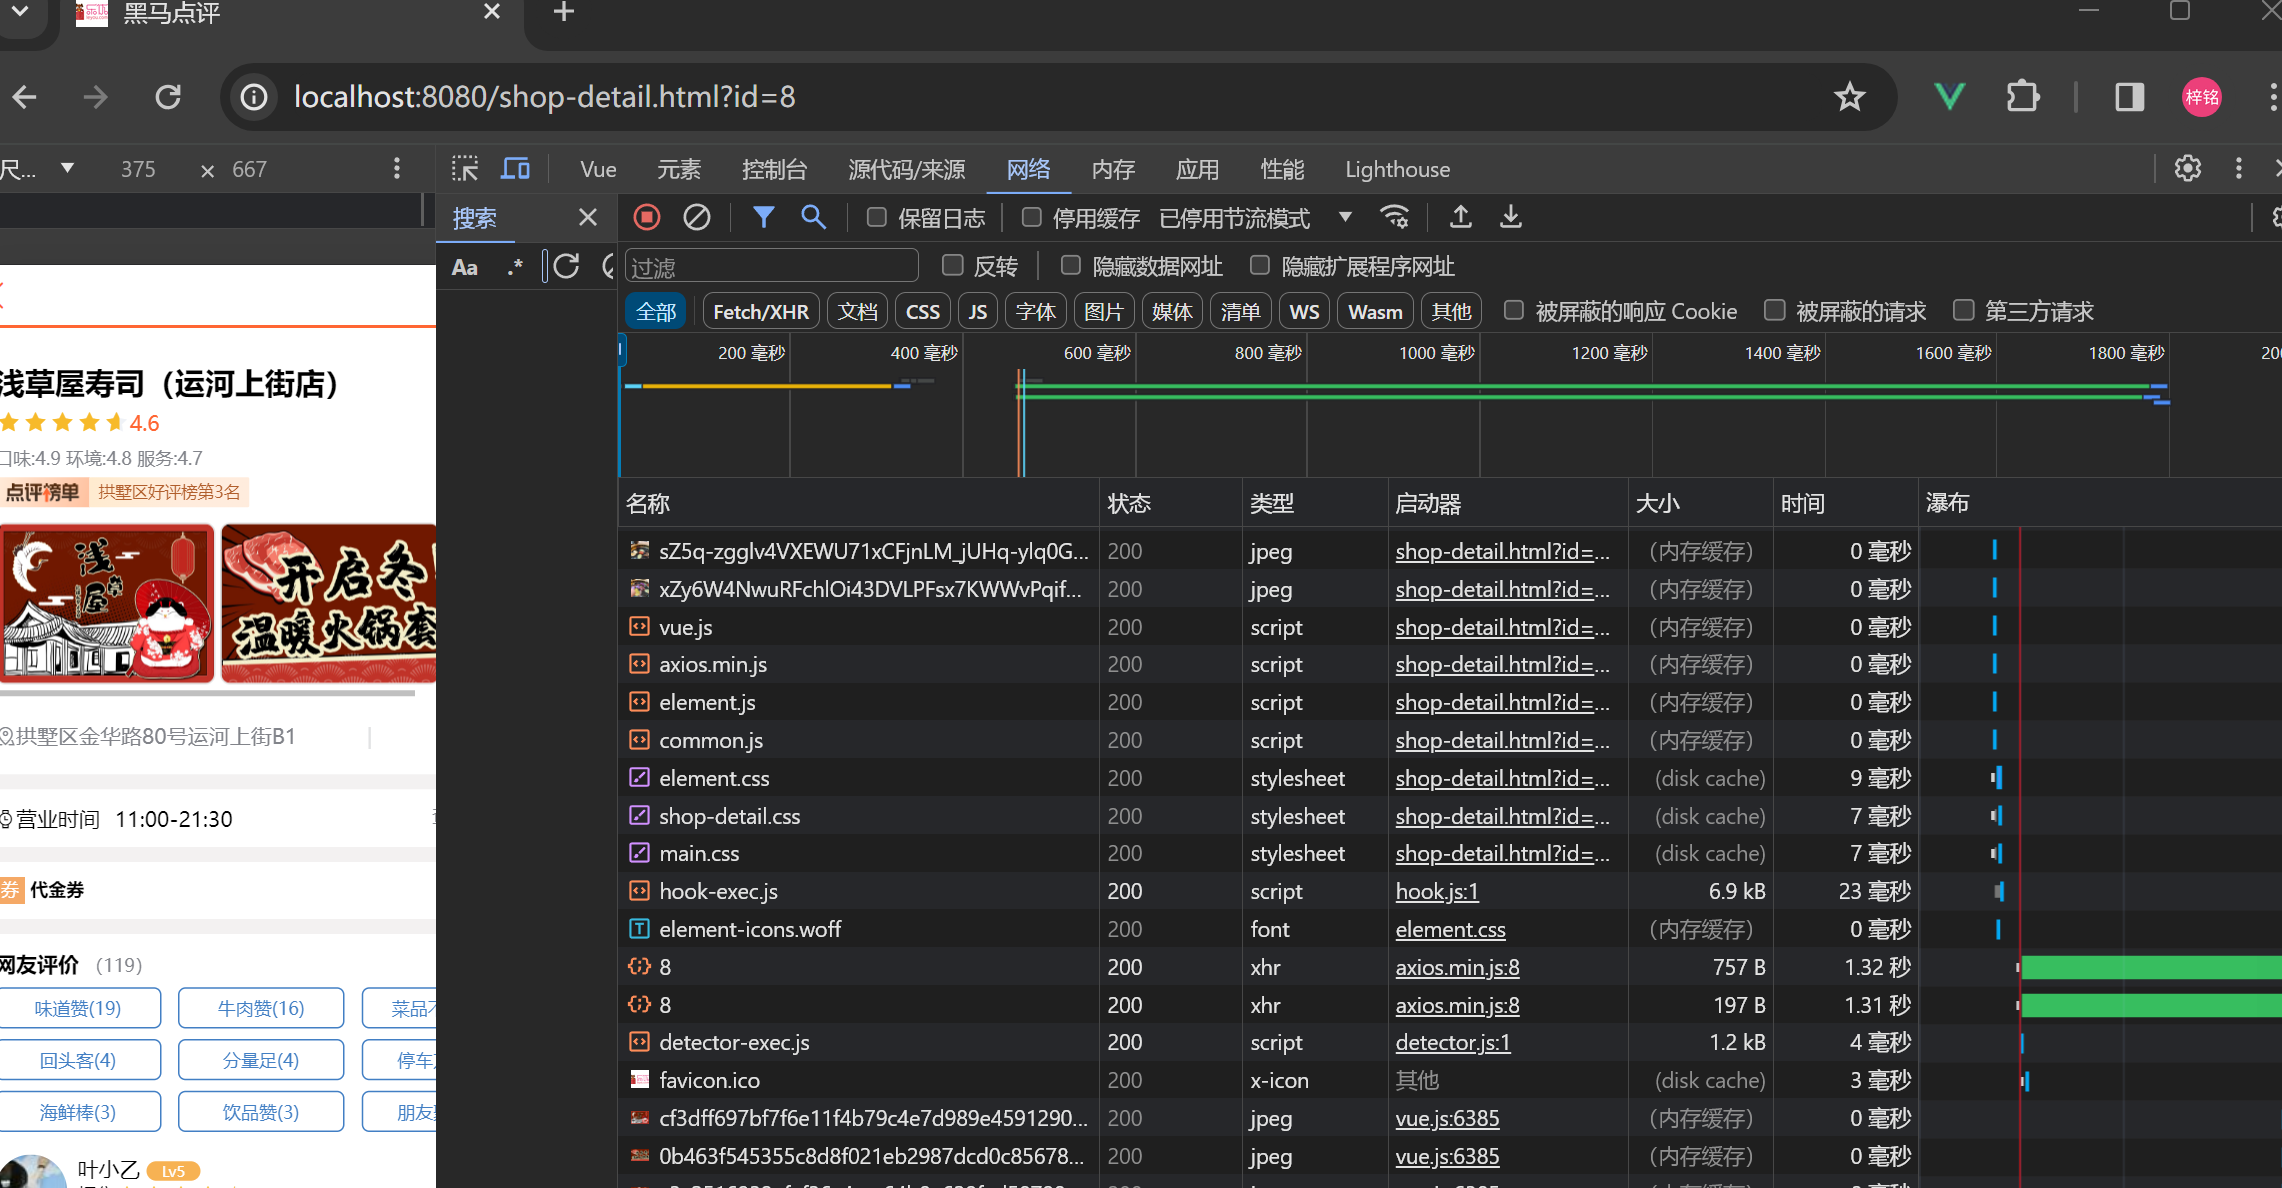 黑马点评
localhost:8080/shop-detail.html?id=8
梓铭
尺... 375 × 667
Vue 元素 控制台 源代码/来源 网络 内存 应用 性能 Lighthouse
搜索
保留日志 停用缓存 已停用节流模式
Aa .*
过滤 反转 隐藏数据网址 隐藏扩展程序网址
全部 Fetch/XHR 文档 CSS JS 字体 图片 媒体 清单 WS Wasm 其他 被屏蔽的响应 Cookie 被屏蔽的请求 第三方请求
200 毫秒 400 毫秒 600 毫秒 800 毫秒 1000 毫秒 1200 毫秒 1400 毫秒 1600 毫秒 1800 毫秒
名称 状态 类型 启动器 大小 时间 瀑布
sZ5q-zgglv4VXEWU71xCFjnLM_jUHq-ylq0G... 200 jpeg shop-detail.html?id=... （内存缓存） 0 毫秒
xZy6W4NwuRFchlOi43DVLPFsx7KWWvPqif... 200 jpeg shop-detail.html?id=... （内存缓存） 0 毫秒
vue.js 200 script shop-detail.html?id=... （内存缓存） 0 毫秒
axios.min.js 200 script shop-detail.html?id=... （内存缓存） 0 毫秒
element.js 200 script shop-detail.html?id=... （内存缓存） 0 毫秒
common.js 200 script shop-detail.html?id=... （内存缓存） 0 毫秒
element.css 200 stylesheet shop-detail.html?id=... (disk cache) 9 毫秒
shop-detail.css 200 stylesheet shop-detail.html?id=... (disk cache) 7 毫秒
main.css 200 stylesheet shop-detail.html?id=... (disk cache) 7 毫秒
hook-exec.js 200 script hook.js:1 6.9 kB 23 毫秒
element-icons.woff 200 font element.css （内存缓存） 0 毫秒
8 200 xhr axios.min.js:8 757 B 1.32 秒
8 200 xhr axios.min.js:8 197 B 1.31 秒
detector-exec.js 200 script detector.js:1 1.2 kB 4 毫秒
favicon.ico 200 x-icon 其他 (disk cache) 3 毫秒
cf3dff697bf7f6e11f4b79c4e7d989e4591290... 200 jpeg vue.js:6385 （内存缓存） 0 毫秒
0b463f545355c8d8f021eb2987dcd0c85678... 200 jpeg vue.js:6385 （内存缓存） 0 毫秒
浅草屋寿司（运河上街店）
4.6
口味:4.9 环境:4.8 服务:4.7
点评榜单 拱墅区好评榜第3名
浅草屋
开启冬
温暖火锅套
拱墅区金华路80号运河上街B1
营业时间 11:00-21:30
券 代金券
网友评价 （119）
味道赞(19) 牛肉赞(16) 菜品不
回头客(4) 分量足(4) 停车
海鲜棒(3) 饮品赞(3) 朋友
叶小乙 Lv5